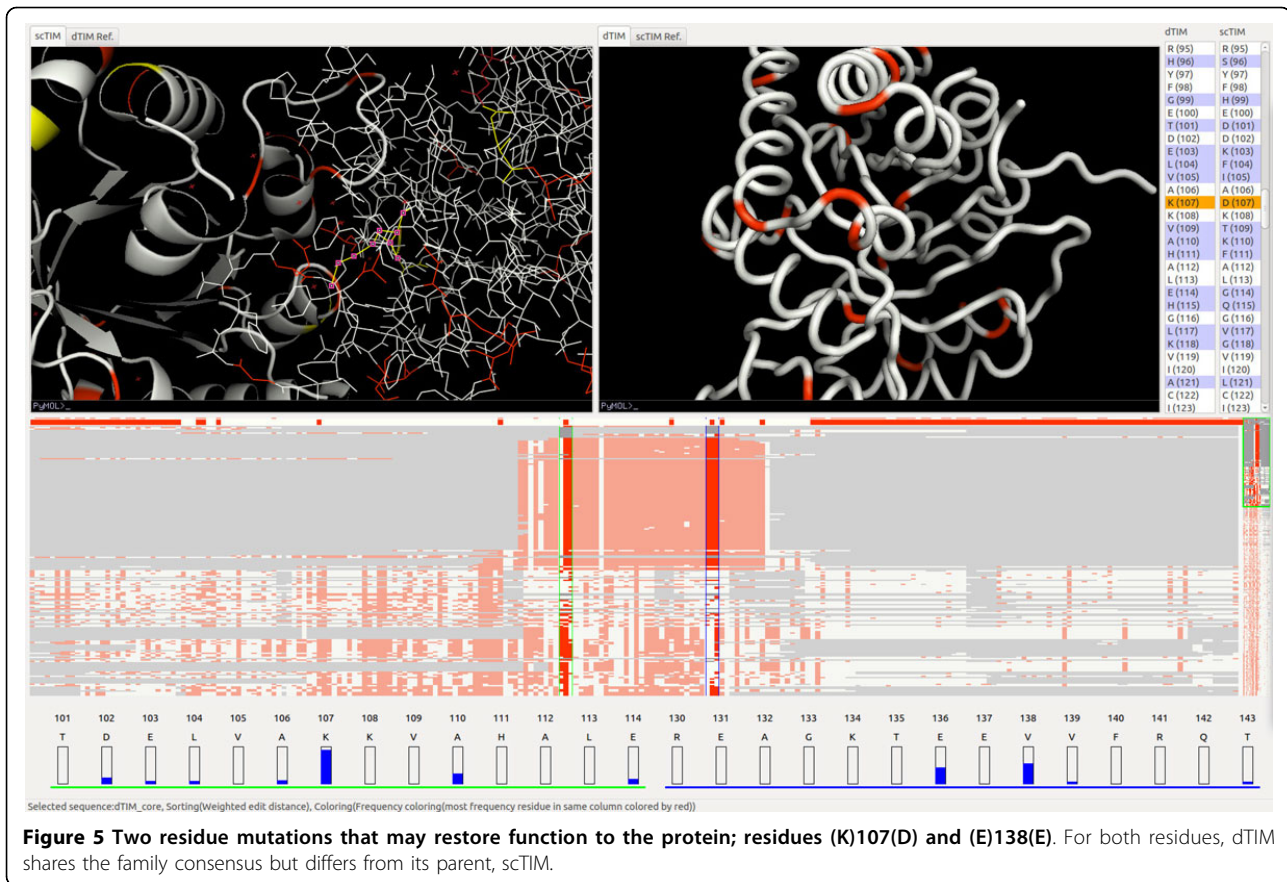 scTIM dTIM Ref.
dTIM scTIM Ref.
dTIM scTIM
R (95) R (95)
H (96) S (96)
Y (97) Y (97)
F (98) F (98)
G (99) H (99)
E (100) E (100)
T (101) D (101)
D (102) D (102)
E (103) K (103)
L (104) F (104)
V (105) I (105)
A (106) A (106)
K (107) D (107)
K (108) K (108)
V (109) T (109)
A (110) K (110)
H (111) F (111)
A (112) A (112)
L (113) L (113)
E (114) G (114)
H (115) Q (115)
G (116) G (116)
L (117) V (117)
K (118) G (118)
V (119) V (119)
I (120) I (120)
A (121) L (121)
C (122) C (122)
I (123) I (123)
PyMOL>_
PyMOL>_
101 102 103 104 105 106 107 108 109 110 111 112 113 114 130 131 132 133 134 135 136 137 138 139 140 141 142 143
T D E L V A K K V A H A L E R E A G K T E E V V F R Q T
Selected sequence:dTIM_core, Sorting(Weighted edit distance), Coloring(Frequency coloring(most frequency residue in same column colored by red))
Figure 5 Two residue mutations that may restore function to the protein; residues (K)107(D) and (E)138(E). For both residues, dTIM
shares the family consensus but differs from its parent, scTIM.